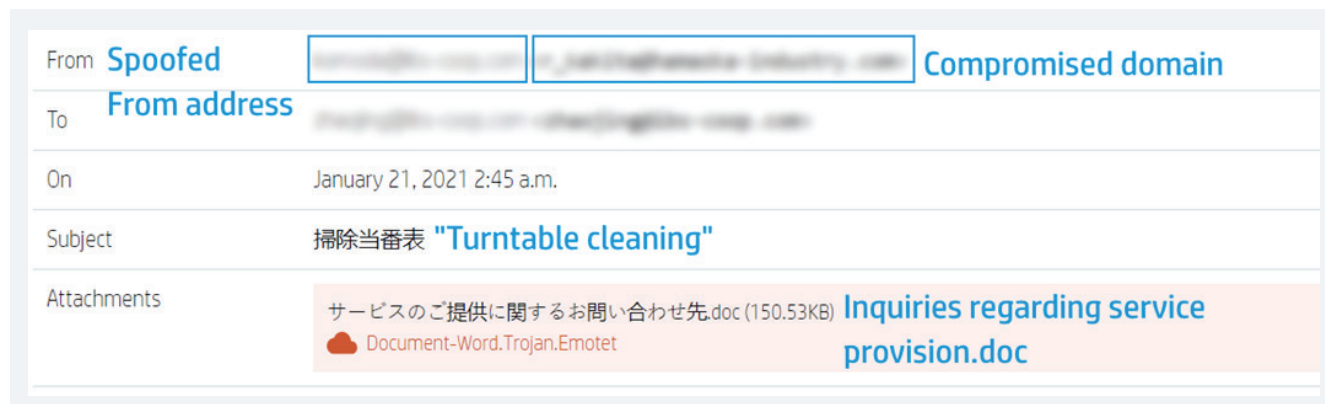 From Spoofed Compromised domain
From address
To
On January 21, 2021 2:45 a.m.
Subject 掃除当番表 "Turntable cleaning"
Attachments サービスのご提供に関するお問い合わせ先.doc (150.53KB) Inquiries regarding service
Document-Word.Trojan.Emotet provision.doc